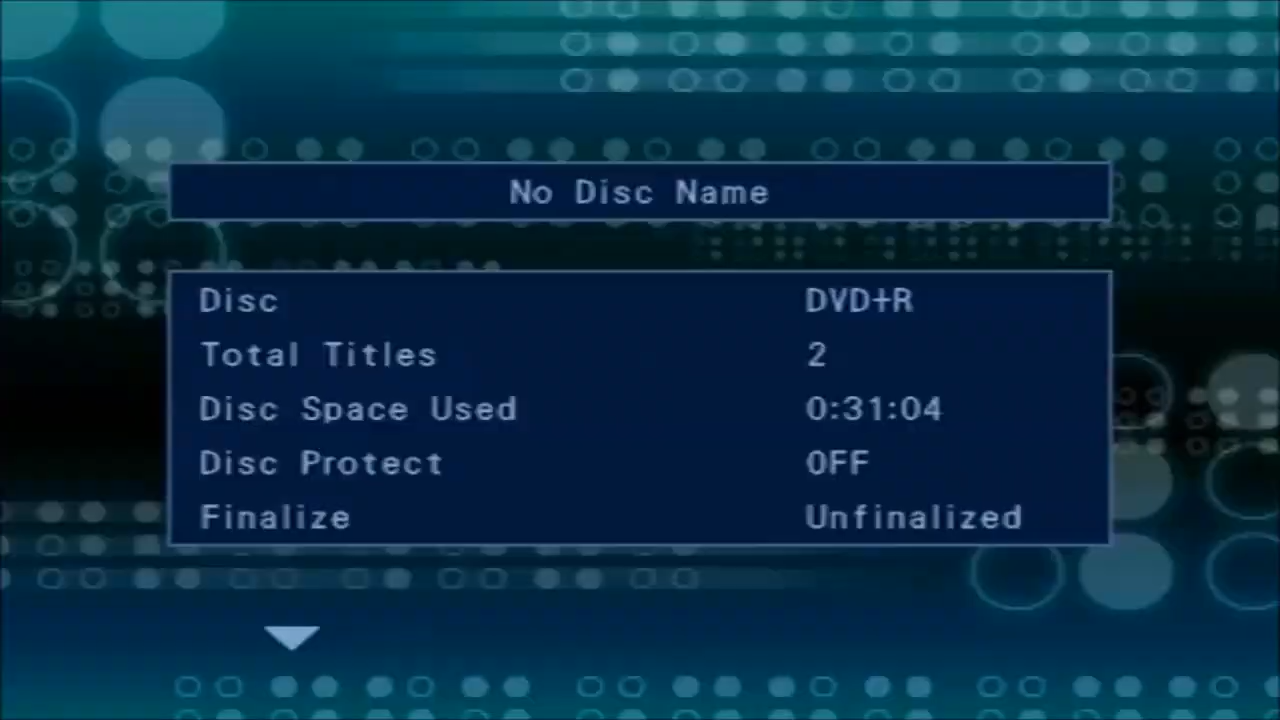 No Disc Name
Disc DVD+R
Total Titles 2
Disc Space Used 0:31:04
Disc Protect OFF
Finalize Unfinalized